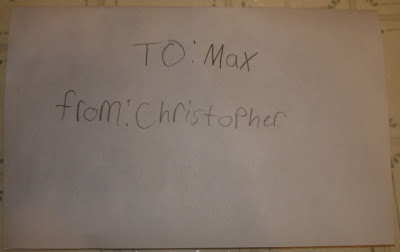 TO: Max
from: Christopher